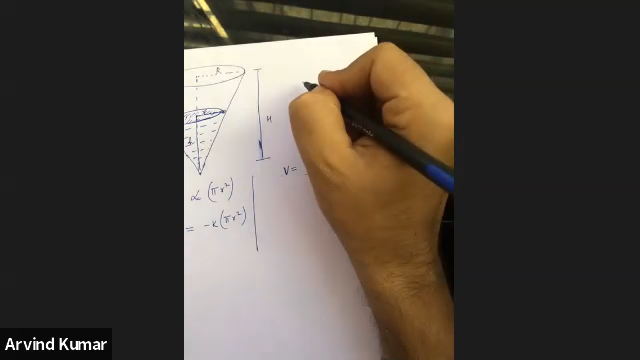 R
H
r
h
V=
∝ (πr²)
= -k(πr²)
Arvind Kumar